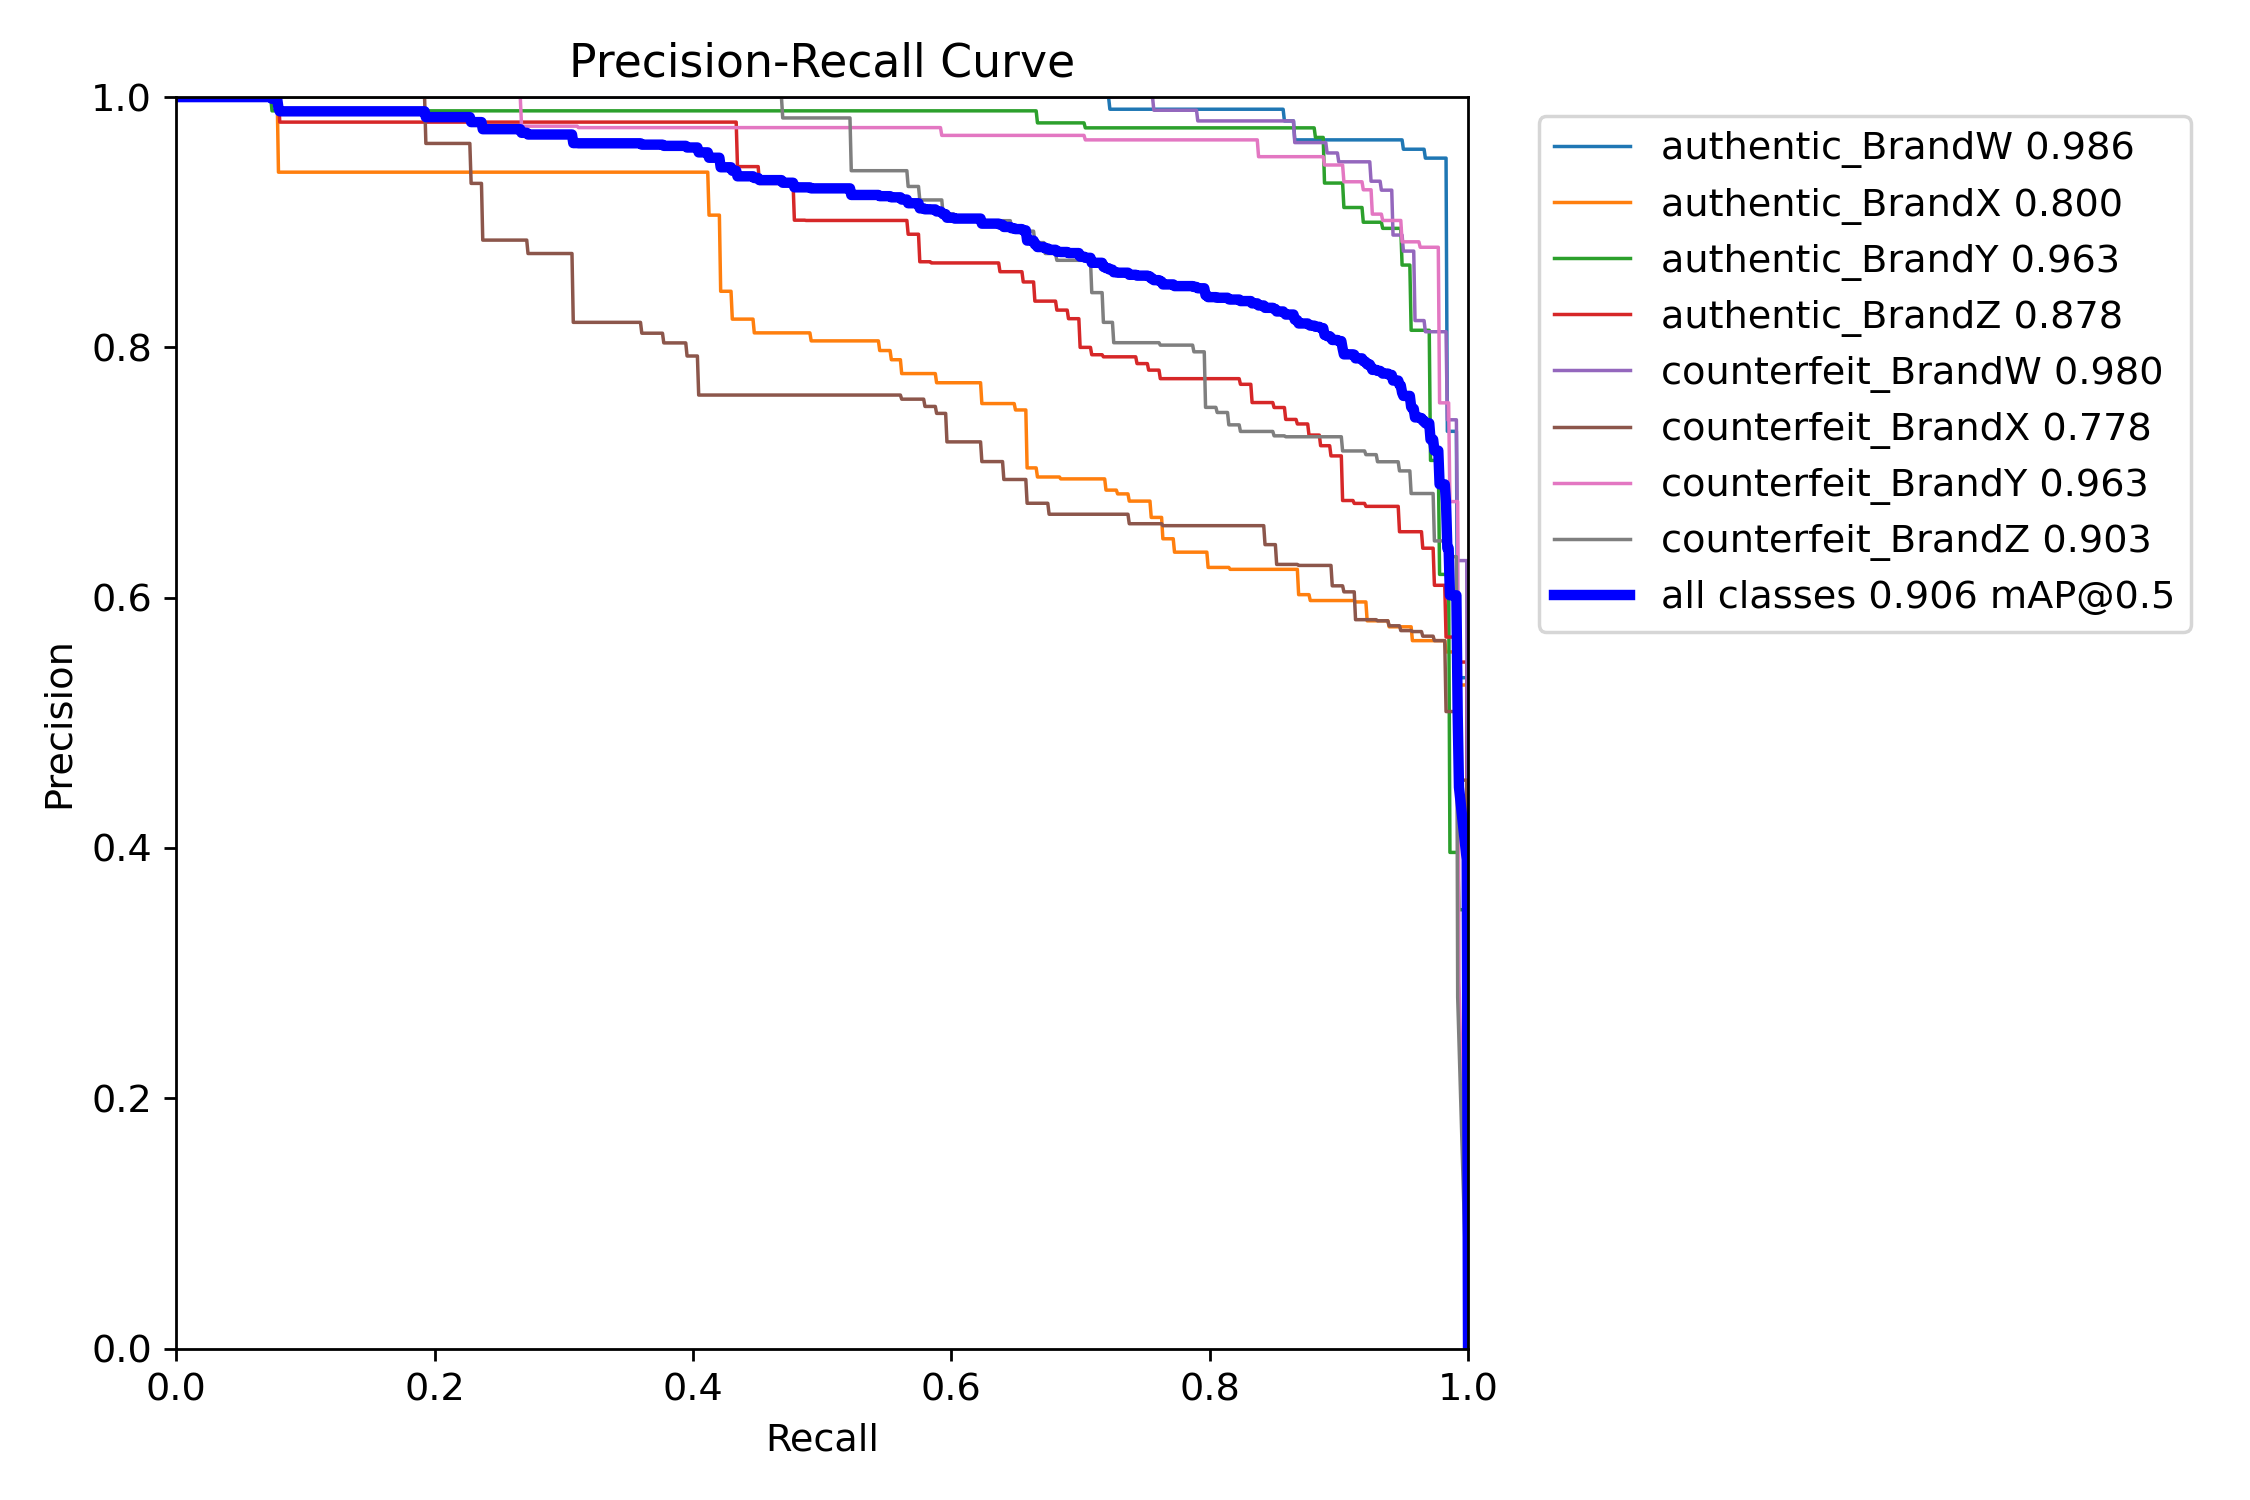 Precision-Recall Curve
1.0
0.8
0.6
0.4
0.2
0.0
Precision
0.0 0.2 0.4 0.6 0.8 1.0
Recall
authentic_BrandW 0.986
authentic_BrandX 0.800
authentic_BrandY 0.963
authentic_BrandZ 0.878
counterfeit_BrandW 0.980
counterfeit_BrandX 0.778
counterfeit_BrandY 0.963
counterfeit_BrandZ 0.903
all classes 0.906 mAP@0.5